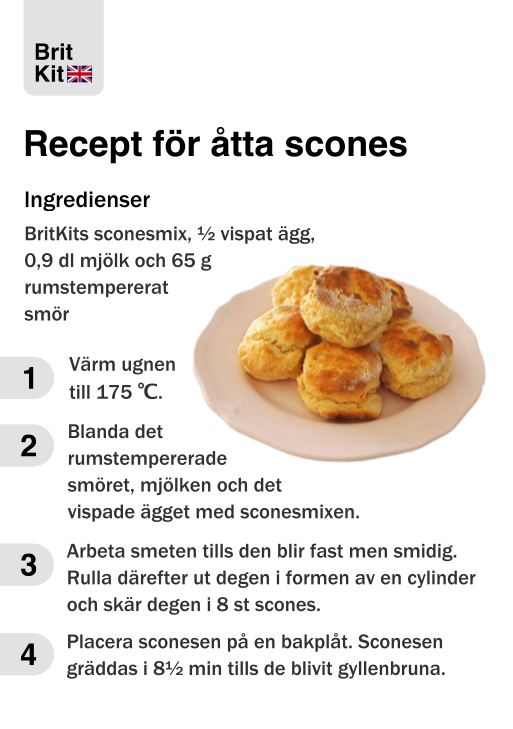 Brit
Kit
Recept för åtta scones
Ingredienser
BritKits sconesmix, ½ vispat ägg,
0,9 dl mjölk och 65 g
rumstempererat
smör
1
Värm ugnen
till 175 ℃.
2
Blanda det
rumstempererade
smöret, mjölken och det
vispade ägget med sconesmixen.
3
Arbeta smeten tills den blir fast men smidig.
Rulla därefter ut degen i formen av en cylinder
och skär degen i 8 st scones.
4
Placera sconesen på en bakplåt. Sconesen
gräddas i 8½ min tills de blivit gyllenbruna.